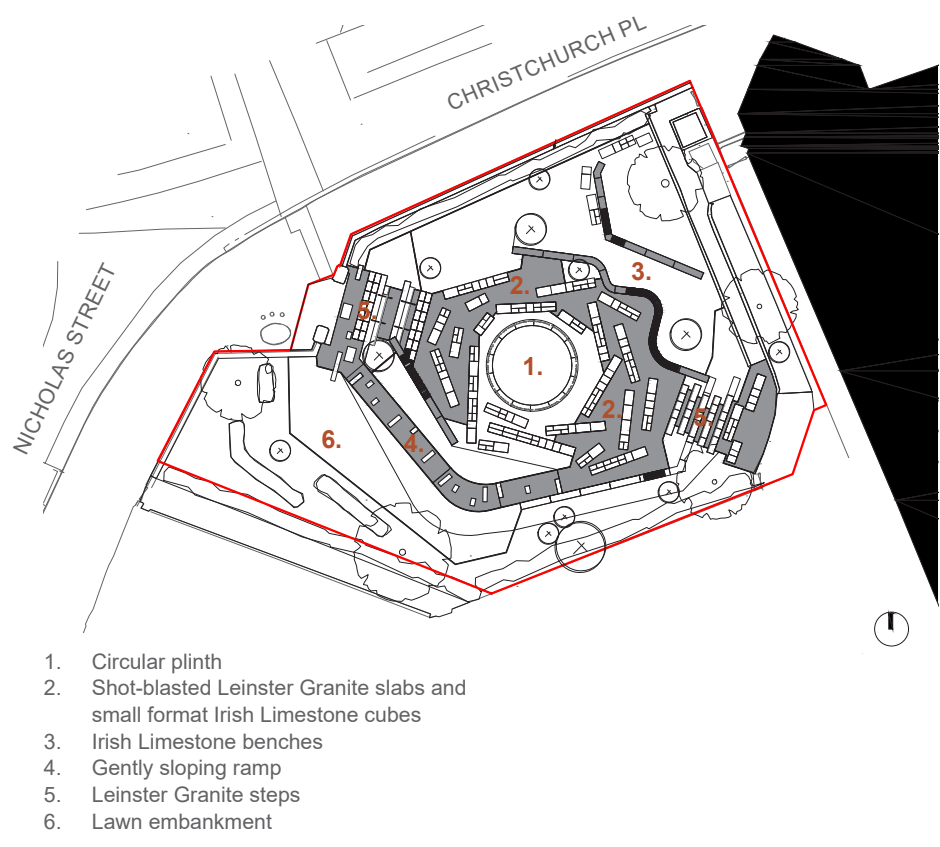 CHRISTCHURCH PL
NICHOLAS STREET
2.
3.
5.
1.
2.
5.
6.
4.
1. Circular plinth
2. Shot-blasted Leinster Granite slabs and
small format Irish Limestone cubes
3. Irish Limestone benches
4. Gently sloping ramp
5. Leinster Granite steps
6. Lawn embankment